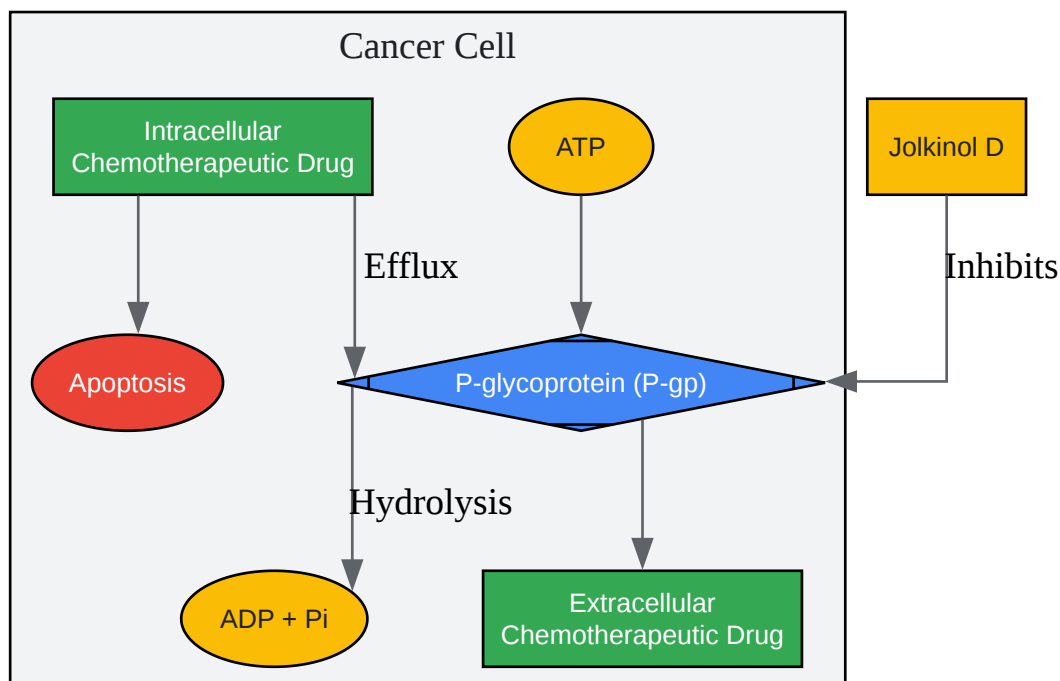 Cancer Cell
Intracellular
Chemotherapeutic Drug
ATP
Jolkinol D
Efflux
Inhibits
Apoptosis
P-glycoprotein (P-gp)
Hydrolysis
ADP + Pi
Extracellular
Chemotherapeutic Drug